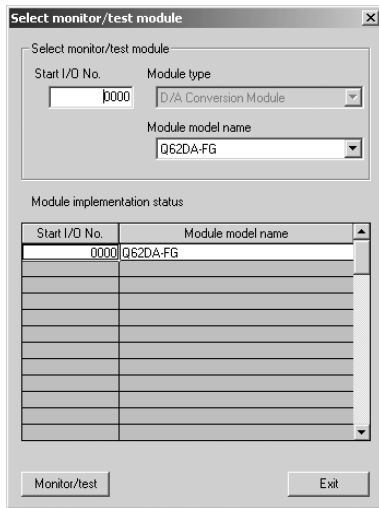 Select monitor/test module
Select monitor/test module
Start I/O No. Module type
0000 D/A Conversion Module
Module model name
Q62DA-FG
Module implementation status
Start I/O No. Module model name
0000 Q62DA-FG
Monitor/test Exit